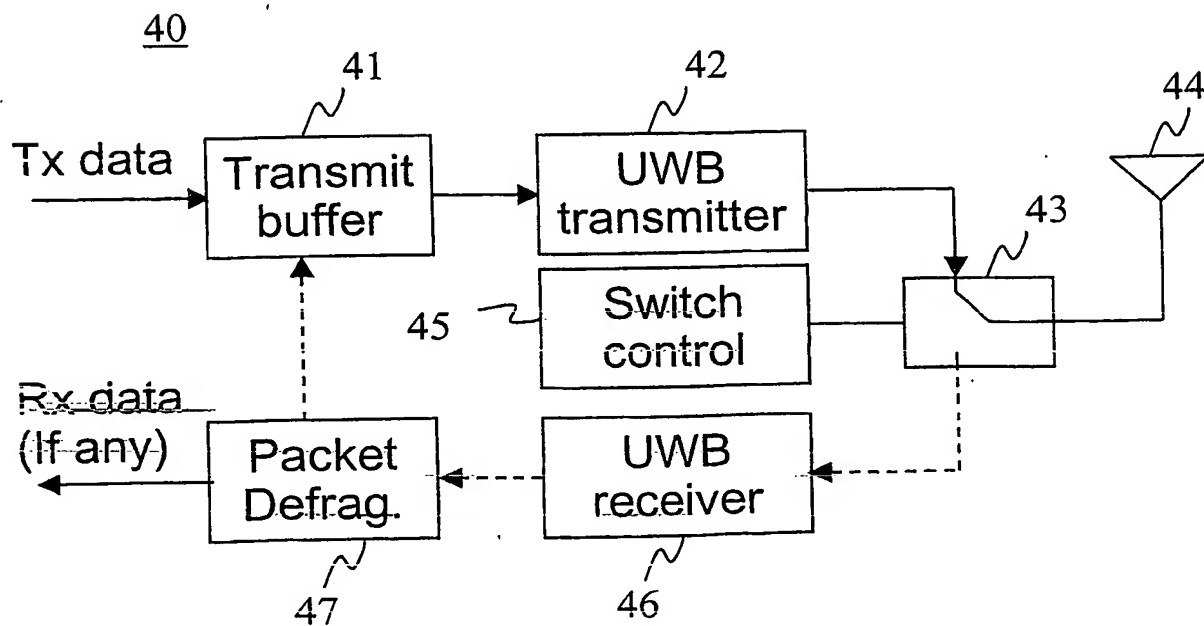 40
41
42
44
Tx data
Transmit
buffer
UWB
transmitter
43
45
Switch
control
Rx data
(If any)
Packet
Defrag.
UWB
receiver
47
46